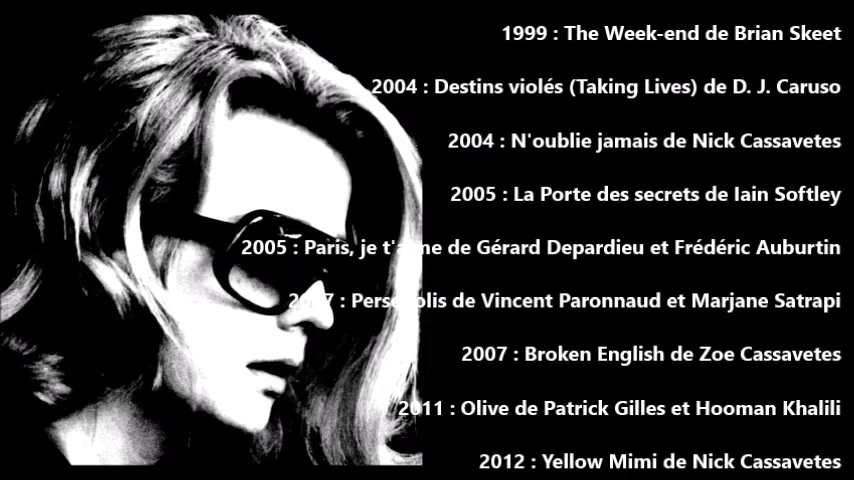 1999 : The Week-end de Brian Skeet
2004 : Destins violés (Taking Lives) de D. J. Caruso
2004 : N'oublie jamais de Nick Cassavetes
2005 : La Porte des secrets de Iain Softley
2005 : Paris, je t'aime de Gérard Depardieu et Frédéric Auburtin
2007 : Persepolis de Vincent Paronnaud et Marjane Satrapi
2007 : Broken English de Zoe Cassavetes
2011 : Olive de Patrick Gilles et Hooman Khalili
2012 : Yellow Mimi de Nick Cassavetes